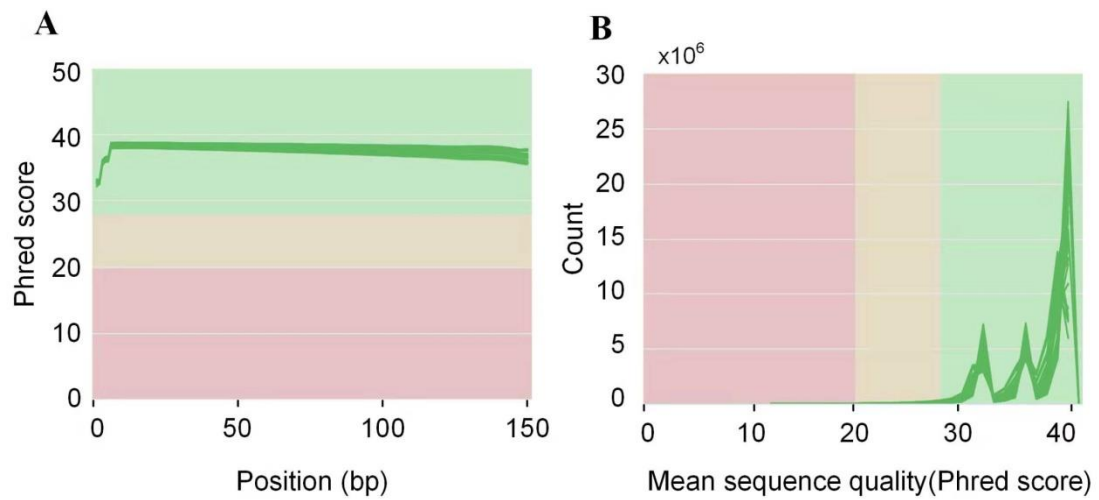 A
Phred score
50
40
30
20
10
0
0 50 100 150
Position (bp)
B
x10⁶
Count
30
25
20
15
10
5
0
0 10 20 30 40
Mean sequence quality(Phred score)